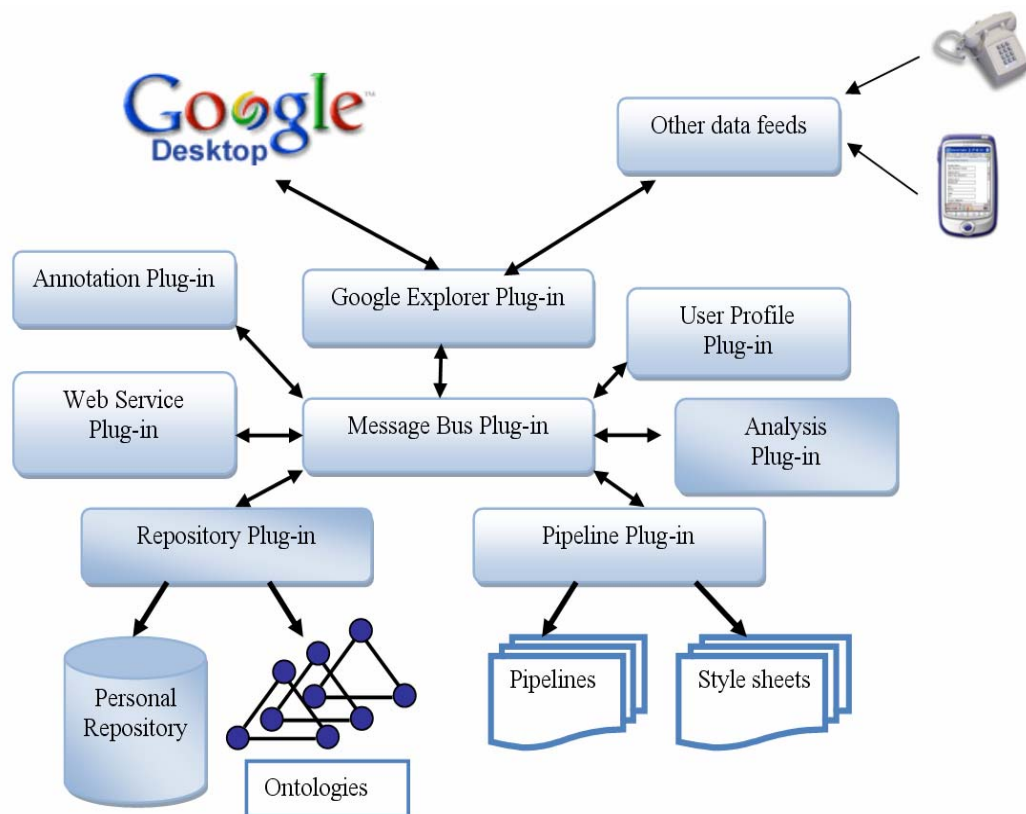 Google™
Desktop
Other data feeds
Annotation Plug-in
Google Explorer Plug-in
User Profile
Plug-in
Web Service
Plug-in
Message Bus Plug-in
Analysis
Plug-in
Repository Plug-in
Pipeline Plug-in
Personal
Repository
Pipelines
Style sheets
Ontologies